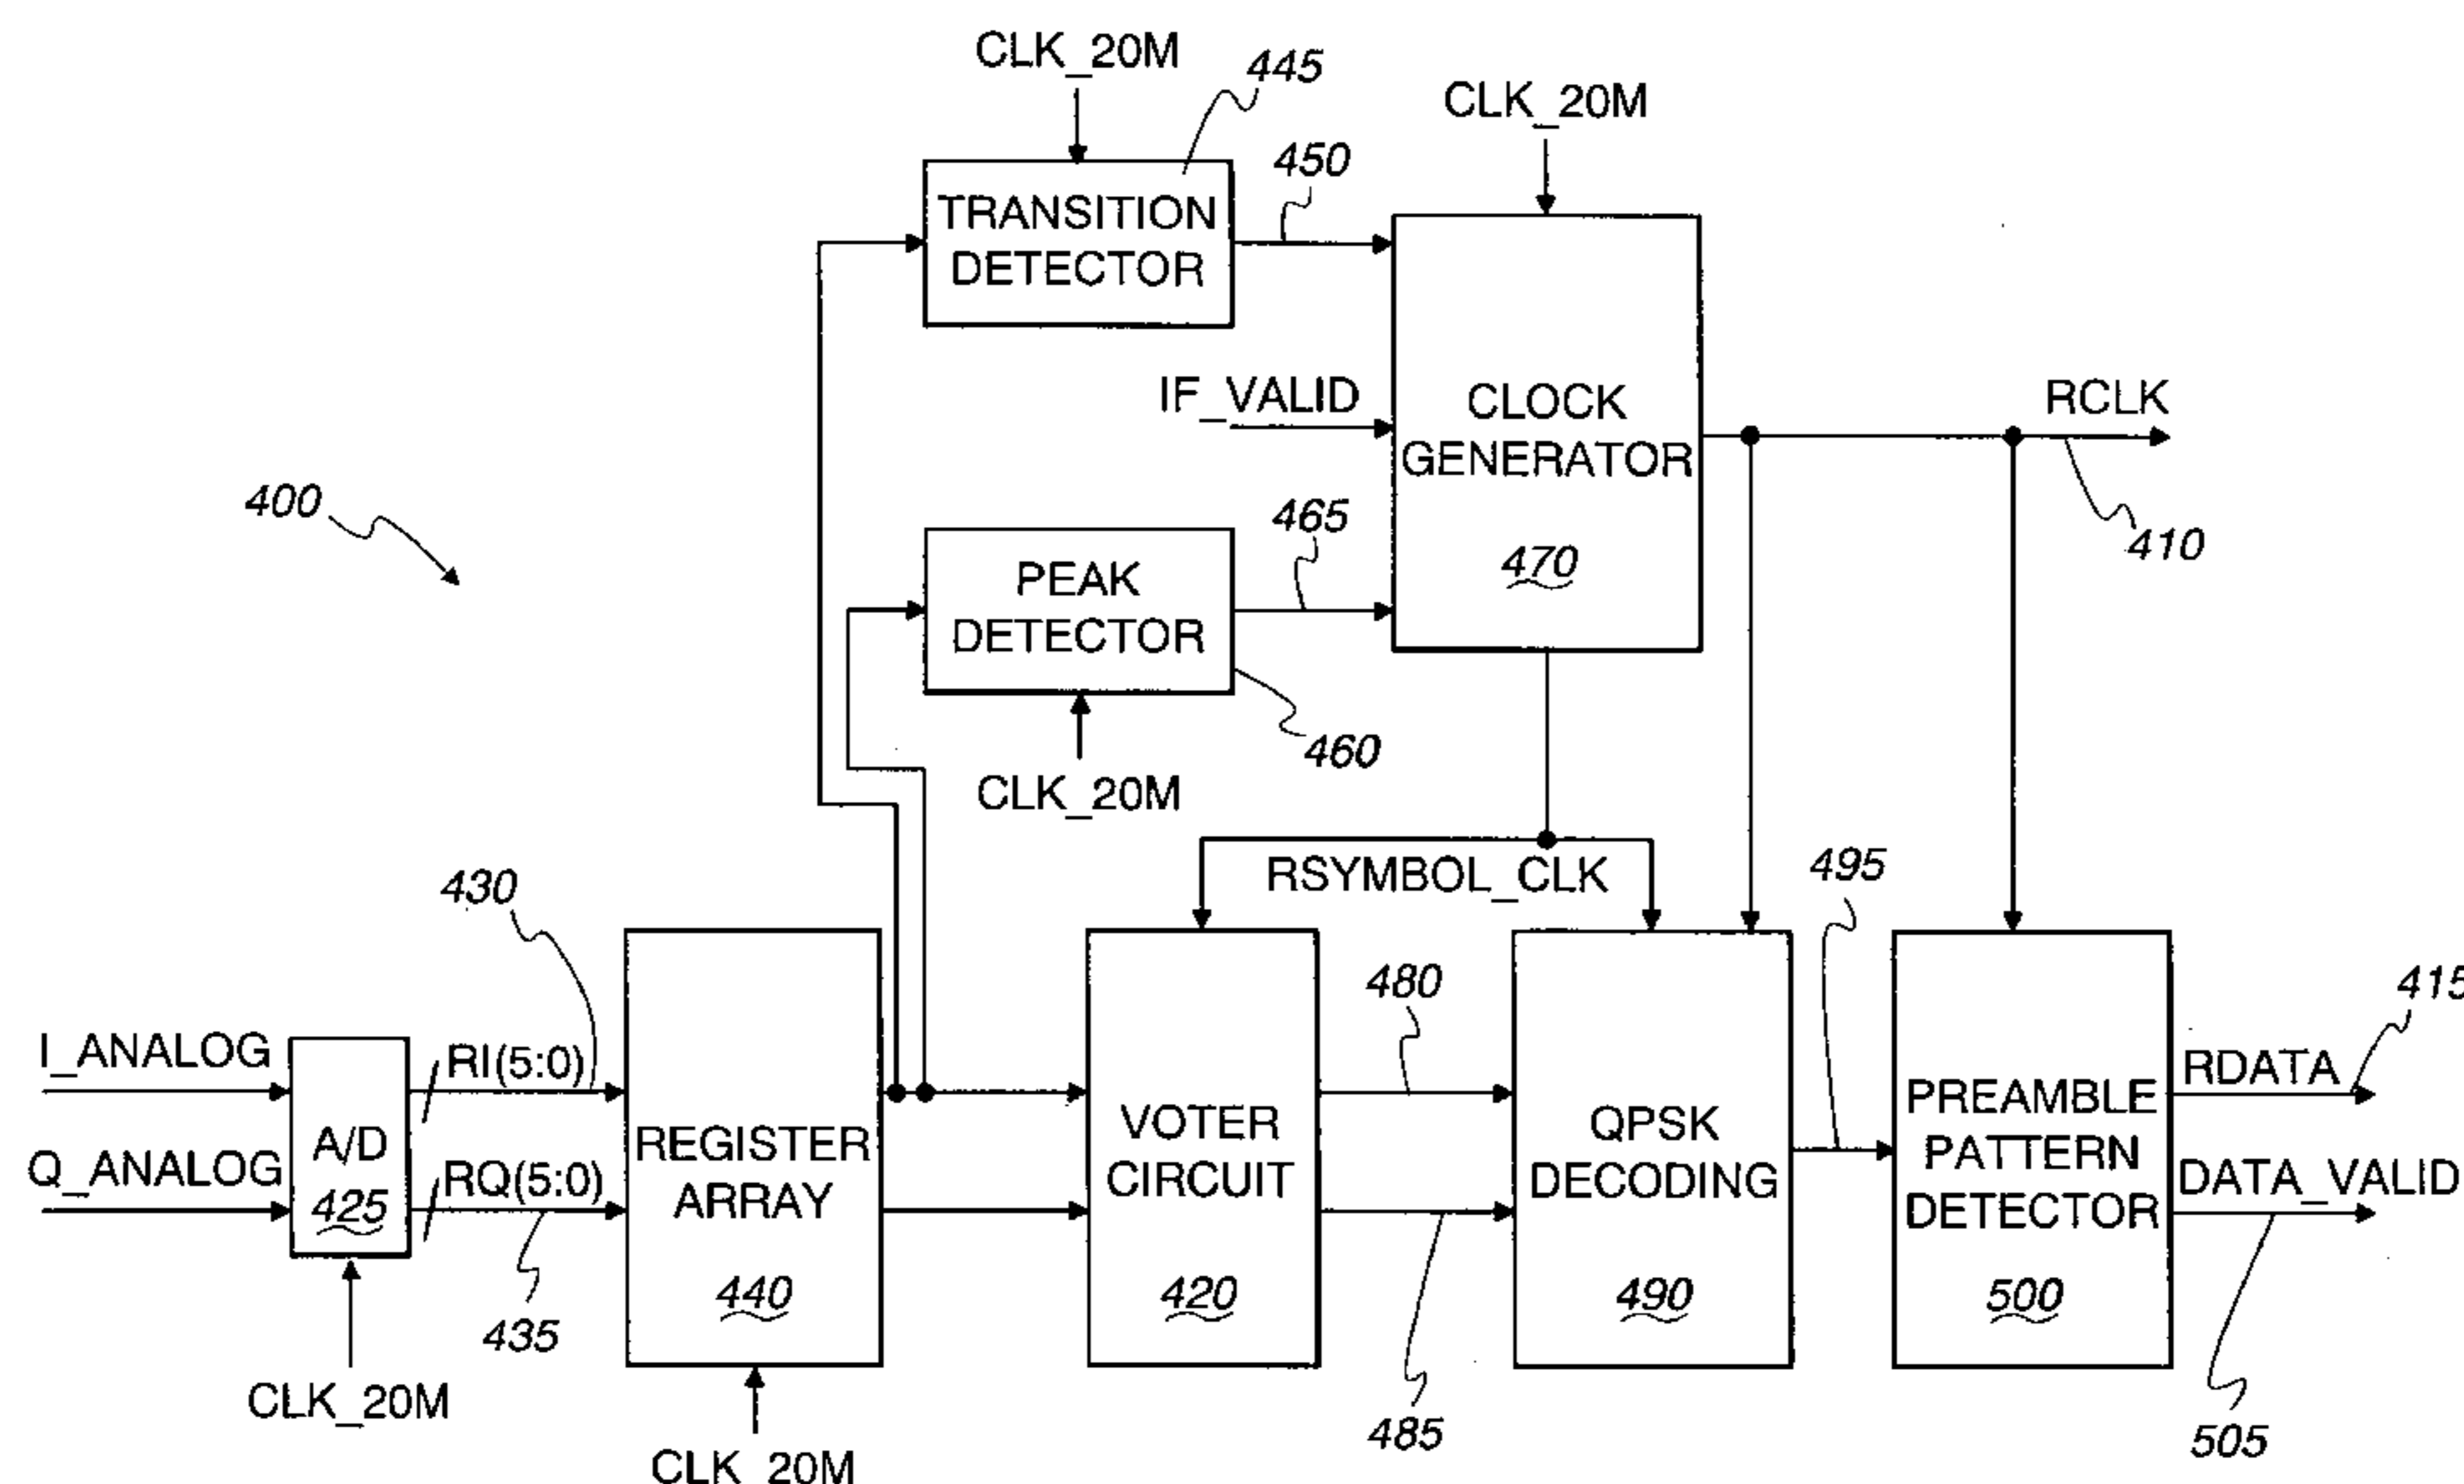 CLK_20M
445
CLK_20M
450
TRANSITION
DETECTOR
IF_VALID
CLOCK
GENERATOR
470
RCLK
410
400
465
PEAK
DETECTOR
460
CLK_20M
RSYMBOL_CLK
495
430
480
415
I_ANALOG
RI(5:0)
Q_ANALOG
A/D
425
RQ(5:0)
435
CLK_20M
REGISTER
ARRAY
440
CLK_20M
VOTER
CIRCUIT
420
485
QPSK
DECODING
490
PREAMBLE
PATTERN
DETECTOR
500
RDATA
DATA_VALID
505